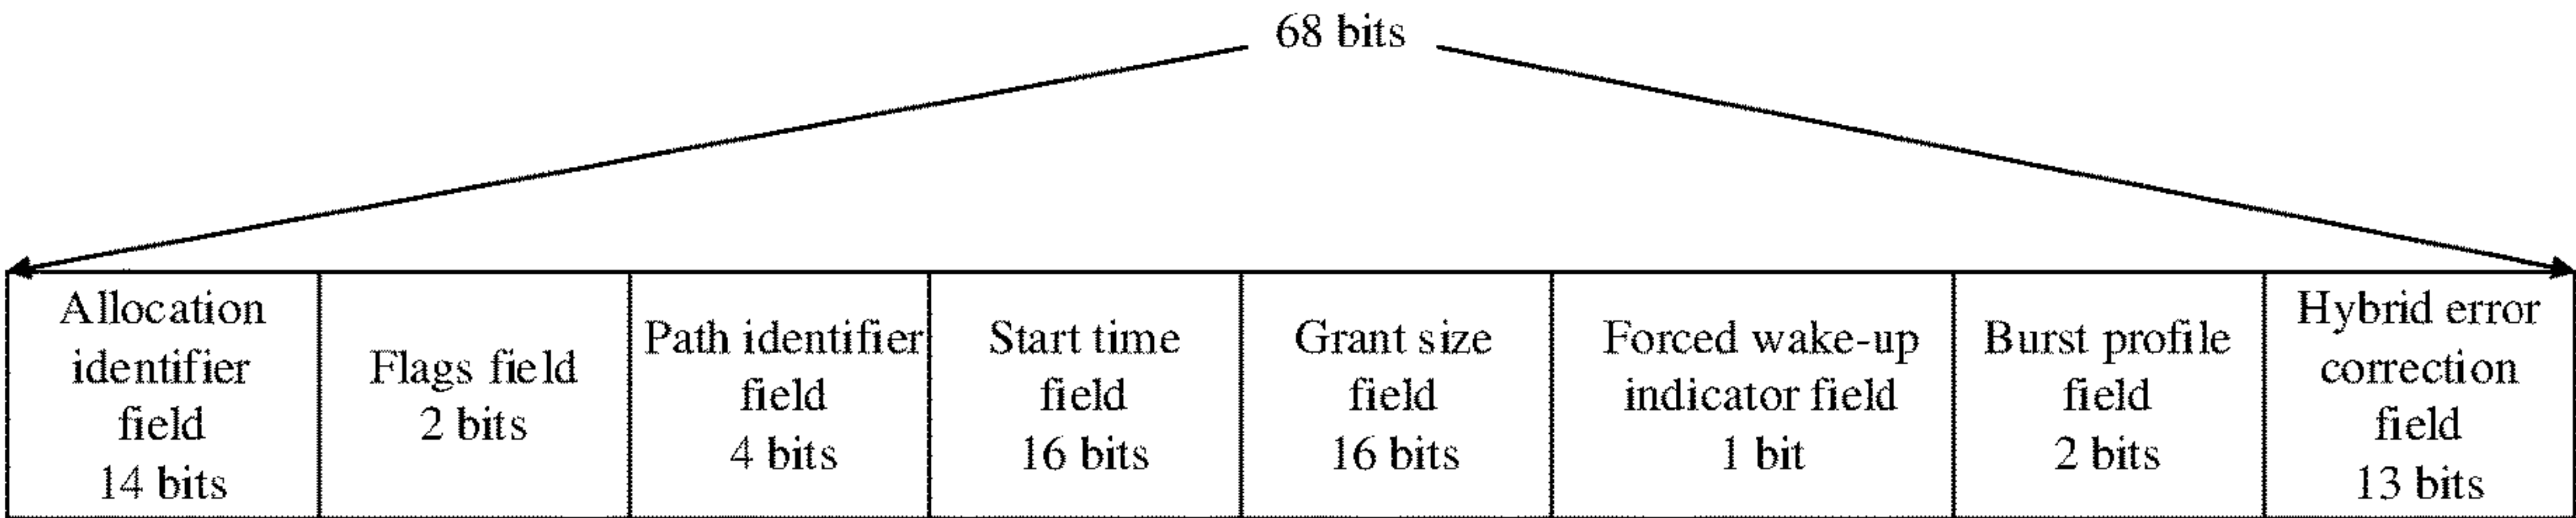 68 bits
Allocation
identifier
field
14 bits
Flags field
2 bits
Path identifier
field
4 bits
Start time
field
16 bits
Grant size
field
16 bits
Forced wake-up
indicator field
1 bit
Burst profile
field
2 bits
Hybrid error
correction
field
13 bits